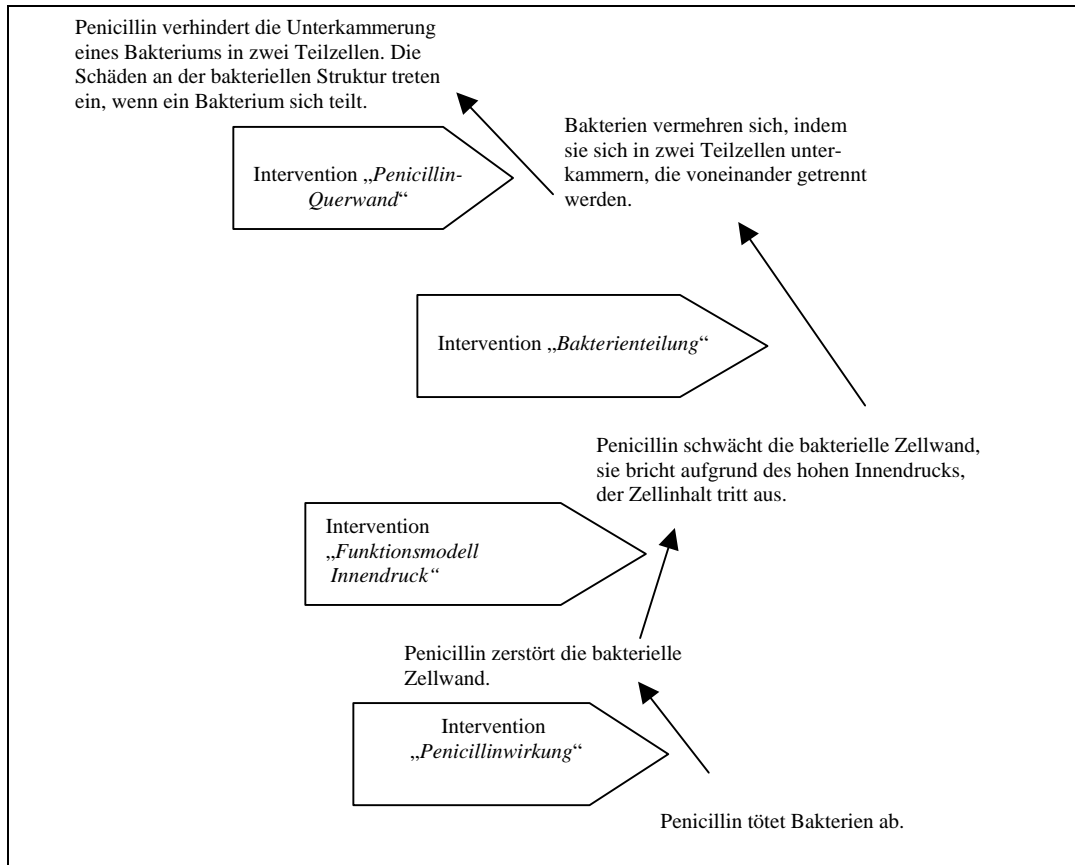 Penicillin verhindert die Unterkammerung
eines Bakteriums in zwei Teilzellen. Die
Schäden an der bakteriellen Struktur treten
ein, wenn ein Bakterium sich teilt.
Bakterien vermehren sich, indem
sie sich in zwei Teilzellen unter-
kammern, die voneinander getrennt
werden.
Intervention „Penicillin-
Querwand“
Intervention „Bakterienteilung“
Penicillin schwächt die bakterielle Zellwand,
sie bricht aufgrund des hohen Innendrucks,
der Zellinhalt tritt aus.
Intervention
„Funktionsmodell
Innendruck“
Penicillin zerstört die bakterielle
Zellwand.
Intervention
„Penicillinwirkung“
Penicillin tötet Bakterien ab.